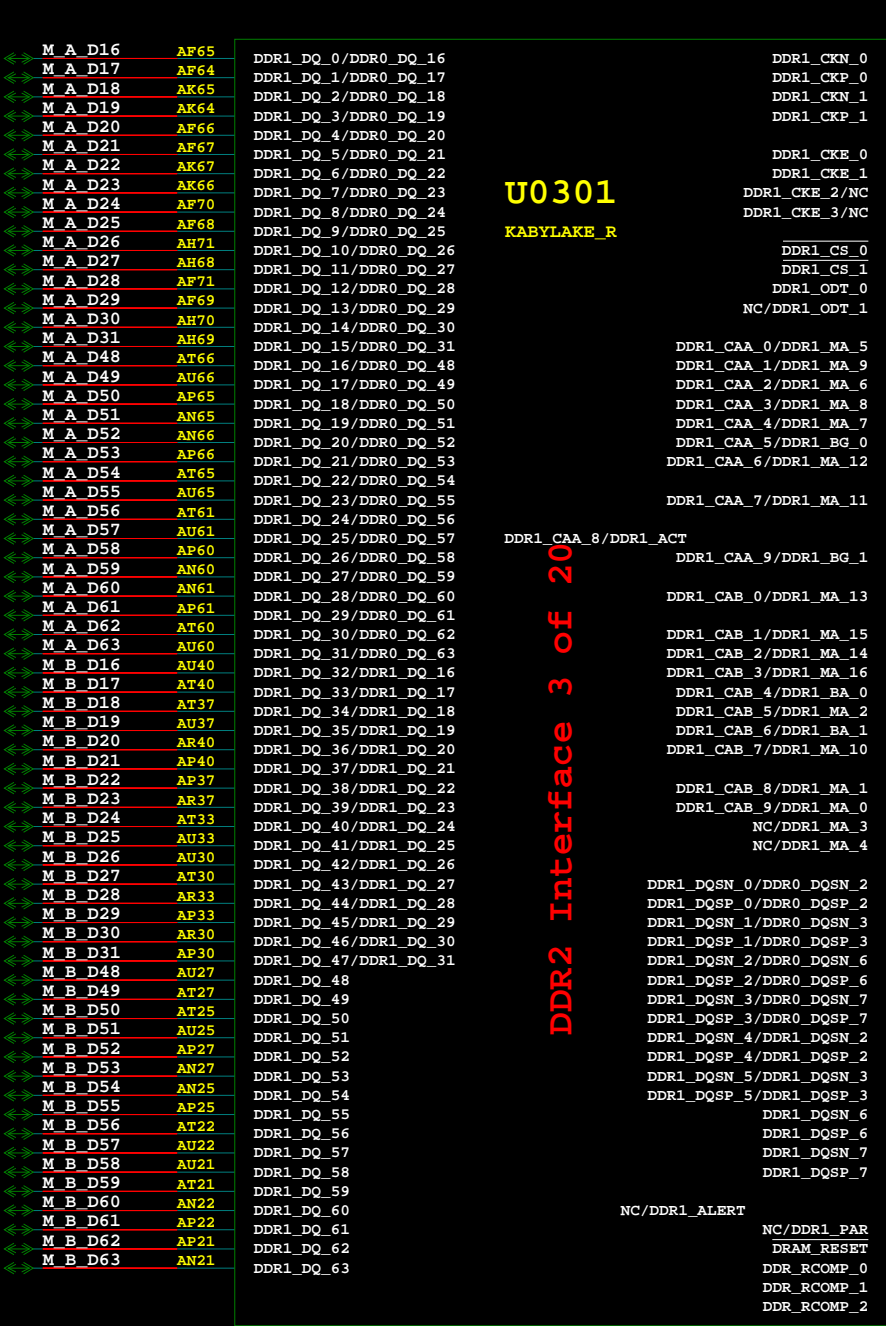 M_A_D16 AF65 DDR1_DQ_0/DDR0_DQ_16 DDR1_CKN_0
M_A_D17 AF64 DDR1_DQ_1/DDR0_DQ_17 DDR1_CKP_0
M_A_D18 AK65 DDR1_DQ_2/DDR0_DQ_18 DDR1_CKN_1
M_A_D19 AK64 DDR1_DQ_3/DDR0_DQ_19 DDR1_CKP_1
M_A_D20 AF66 DDR1_DQ_4/DDR0_DQ_20
M_A_D21 AF67 DDR1_DQ_5/DDR0_DQ_21 DDR1_CKE_0
M_A_D22 AK67 DDR1_DQ_6/DDR0_DQ_22 DDR1_CKE_1
M_A_D23 AK66 DDR1_DQ_7/DDR0_DQ_23 U0301 DDR1_CKE_2/NC
M_A_D24 AF70 DDR1_DQ_8/DDR0_DQ_24 DDR1_CKE_3/NC
M_A_D25 AF68 DDR1_DQ_9/DDR0_DQ_25 KABYLAKE_R
M_A_D26 AH71 DDR1_DQ_10/DDR0_DQ_26 DDR1_CS_0
M_A_D27 AH68 DDR1_DQ_11/DDR0_DQ_27 DDR1_CS_1
M_A_D28 AF71 DDR1_DQ_12/DDR0_DQ_28 DDR1_ODT_0
M_A_D29 AF69 DDR1_DQ_13/DDR0_DQ_29 NC/DDR1_ODT_1
M_A_D30 AH70 DDR1_DQ_14/DDR0_DQ_30
M_A_D31 AH69 DDR1_DQ_15/DDR0_DQ_31 DDR1_CAA_0/DDR1_MA_5
M_A_D48 AT66 DDR1_DQ_16/DDR0_DQ_48 DDR1_CAA_1/DDR1_MA_9
M_A_D49 AU66 DDR1_DQ_17/DDR0_DQ_49 DDR1_CAA_2/DDR1_MA_6
M_A_D50 AP65 DDR1_DQ_18/DDR0_DQ_50 DDR1_CAA_3/DDR1_MA_8
M_A_D51 AN65 DDR1_DQ_19/DDR0_DQ_51 DDR1_CAA_4/DDR1_MA_7
M_A_D52 AN66 DDR1_DQ_20/DDR0_DQ_52 DDR1_CAA_5/DDR1_BG_0
M_A_D53 AP66 DDR1_DQ_21/DDR0_DQ_53 DDR1_CAA_6/DDR1_MA_12
M_A_D54 AT65 DDR1_DQ_22/DDR0_DQ_54
M_A_D55 AU65 DDR1_DQ_23/DDR0_DQ_55 DDR1_CAA_7/DDR1_MA_11
M_A_D56 AT61 DDR1_DQ_24/DDR0_DQ_56
M_A_D57 AU61 DDR1_DQ_25/DDR0_DQ_57 DDR1_CAA_8/DDR1_ACT
M_A_D58 AP60 DDR1_DQ_26/DDR0_DQ_58 DDR1_CAA_9/DDR1_BG_1
M_A_D59 AN60 DDR1_DQ_27/DDR0_DQ_59
M_A_D60 AN61 DDR1_DQ_28/DDR0_DQ_60 DDR1_CAB_0/DDR1_MA_13
M_A_D61 AP61 DDR1_DQ_29/DDR0_DQ_61
M_A_D62 AT60 DDR1_DQ_30/DDR0_DQ_62 DDR1_CAB_1/DDR1_MA_15
M_A_D63 AU60 DDR1_DQ_31/DDR0_DQ_63 DDR1_CAB_2/DDR1_MA_14
M_B_D16 AU40 DDR1_DQ_32/DDR1_DQ_16 DDR1_CAB_3/DDR1_MA_16
M_B_D17 AT40 DDR1_DQ_33/DDR1_DQ_17 DDR1_CAB_4/DDR1_BA_0
M_B_D18 AT37 DDR1_DQ_34/DDR1_DQ_18 DDR1_CAB_5/DDR1_MA_2
M_B_D19 AU37 DDR1_DQ_35/DDR1_DQ_19 DDR1_CAB_6/DDR1_BA_1
M_B_D20 AR40 DDR1_DQ_36/DDR1_DQ_20 DDR1_CAB_7/DDR1_MA_10
M_B_D21 AP40 DDR1_DQ_37/DDR1_DQ_21
M_B_D22 AP37 DDR1_DQ_38/DDR1_DQ_22 DDR1_CAB_8/DDR1_MA_1
M_B_D23 AR37 DDR1_DQ_39/DDR1_DQ_23 DDR1_CAB_9/DDR1_MA_0
M_B_D24 AT33 DDR1_DQ_40/DDR1_DQ_24 NC/DDR1_MA_3
M_B_D25 AU33 DDR1_DQ_41/DDR1_DQ_25 NC/DDR1_MA_4
M_B_D26 AU30 DDR1_DQ_42/DDR1_DQ_26
M_B_D27 AT30 DDR1_DQ_43/DDR1_DQ_27 DDR1_DQSN_0/DDR0_DQSN_2
M_B_D28 AR33 DDR1_DQ_44/DDR1_DQ_28 DDR1_DQSP_0/DDR0_DQSP_2
M_B_D29 AP33 DDR1_DQ_45/DDR1_DQ_29 DDR1_DQSN_1/DDR0_DQSN_3
M_B_D30 AR30 DDR1_DQ_46/DDR1_DQ_30 DDR1_DQSP_1/DDR0_DQSP_3
M_B_D31 AP30 DDR1_DQ_47/DDR1_DQ_31 DDR1_DQSN_2/DDR0_DQSN_6
M_B_D48 AU27 DDR1_DQ_48 DDR1_DQSP_2/DDR0_DQSP_6
M_B_D49 AT27 DDR1_DQ_49 DDR1_DQSN_3/DDR0_DQSN_7
M_B_D50 AT25 DDR1_DQ_50 DDR1_DQSP_3/DDR0_DQSP_7
M_B_D51 AU25 DDR1_DQ_51 DDR1_DQSN_4/DDR1_DQSN_2
M_B_D52 AP27 DDR1_DQ_52 DDR1_DQSP_4/DDR1_DQSP_2
M_B_D53 AN27 DDR1_DQ_53 DDR1_DQSN_5/DDR1_DQSN_3
M_B_D54 AN25 DDR1_DQ_54 DDR1_DQSP_5/DDR1_DQSP_3
M_B_D55 AP25 DDR1_DQ_55 DDR1_DQSN_6
M_B_D56 AT22 DDR1_DQ_56 DDR1_DQSP_6
M_B_D57 AU22 DDR1_DQ_57 DDR1_DQSN_7
M_B_D58 AU21 DDR1_DQ_58 DDR1_DQSP_7
M_B_D59 AT21 DDR1_DQ_59
M_B_D60 AN22 DDR1_DQ_60 NC/DDR1_ALERT
M_B_D61 AP22 DDR1_DQ_61 NC/DDR1_PAR
M_B_D62 AP21 DDR1_DQ_62 DRAM_RESET
M_B_D63 AN21 DDR1_DQ_63 DDR_RCOMP_0
DDR_RCOMP_1
DDR_RCOMP_2
DDR2 Interface 3 of 20